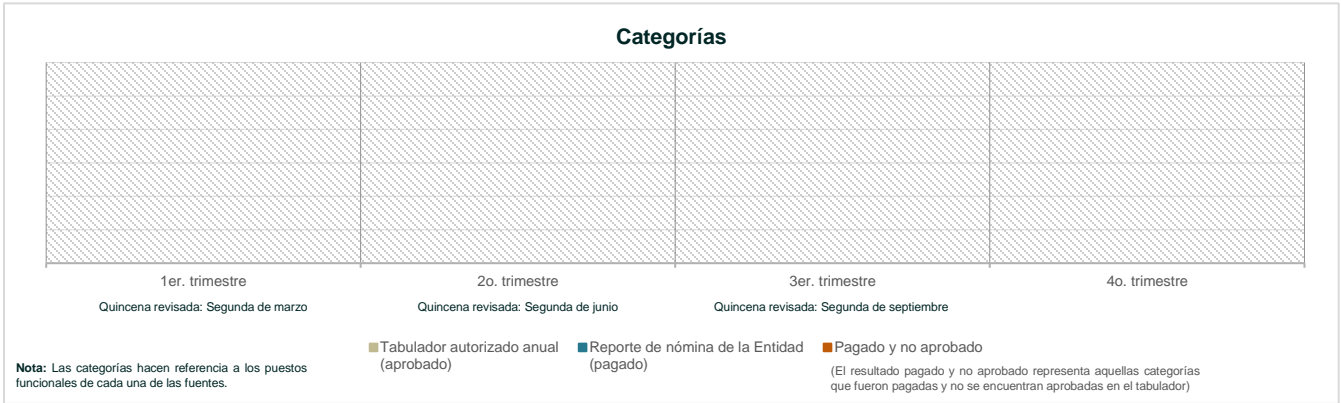 Categorías
1er. trimestre
2o. trimestre
3er. trimestre
4o. trimestre
Quincena revisada: Segunda de marzo
Quincena revisada: Segunda de junio
Quincena revisada: Segunda de septiembre
Tabulador autorizado anual
(aprobado)
Reporte de nómina de la Entidad
(pagado)
Pagado y no aprobado
(El resultado pagado y no aprobado representa aquellas categorías
que fueron pagadas y no se encuentran aprobadas en el tabulador)
Nota: Las categorías hacen referencia a los puestos
funcionales de cada una de las fuentes.